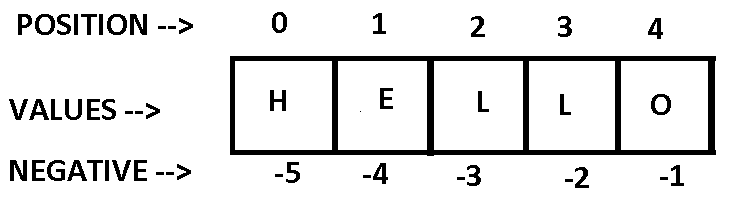 POSITION --> 0 1 2 3 4
VALUES --> H E L L O
NEGATIVE --> -5 -4 -3 -2 -1